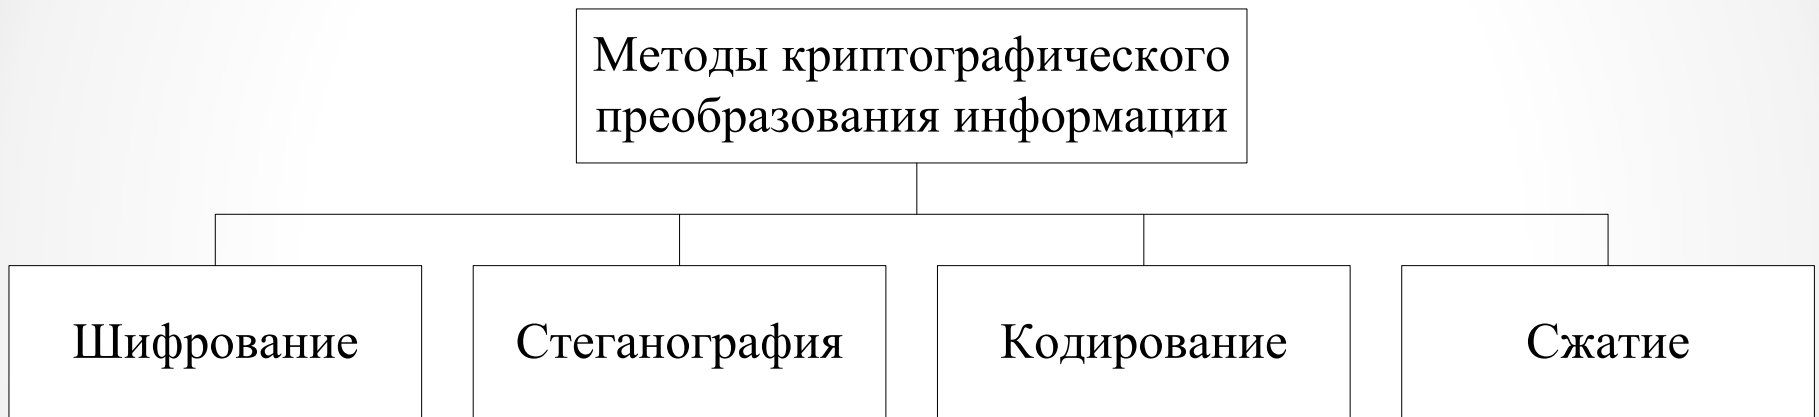 Методы криптографического
преобразования информации
Шифрование
Стеганография
Кодирование
Сжатие